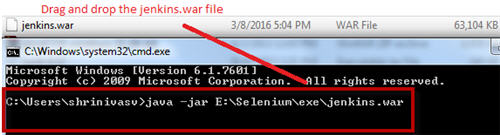 Drag and drop the jenkins.war file
jenkins.war 3/8/2016 5:04 PM WAR File 63,104 KB
C:\Windows\system32\cmd.exe
Microsoft Windows [Version 6.1.7601]
Copyright (c) 2009 Microsoft Corporation. All rights reserved.
C:\Users\shrinivasv>java -jar E:\Selenium\exe\jenkins.war